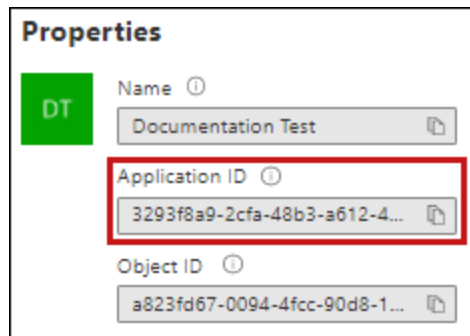 Properties
DT
Name
Documentation Test
Application ID
3293f8a9-2cfa-48b3-a612-4...
Object ID
a823fd67-0094-4fcc-90d8-1...